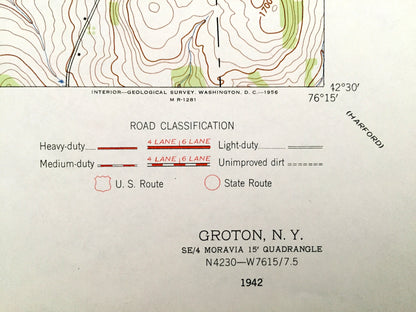 1700
INTERIOR—GEOLOGICAL SURVEY, WASHINGTON, D. C.—1956
M R-1281
42°30'
76°15'
(HARFORD)
ROAD CLASSIFICATION
Heavy-duty 4 LANE 6 LANE Light-duty
Medium-duty 4 LANE 6 LANE Unimproved dirt
U. S. Route State Route
GROTON, N. Y.
SE/4 MORAVIA 15' QUADRANGLE
N4230—W7615/7.5
1942